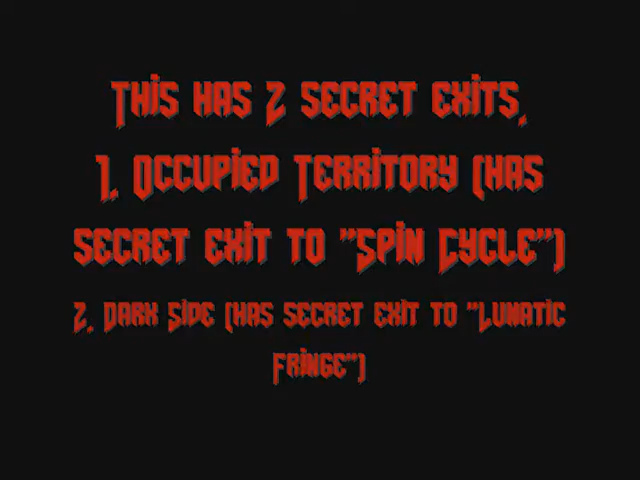 This has 2 secret exits.
1. Occupied Territory (has
secret exit to "Spin Cycle")
2. Dark Side (has secret exit to "Lunatic
Fringe")